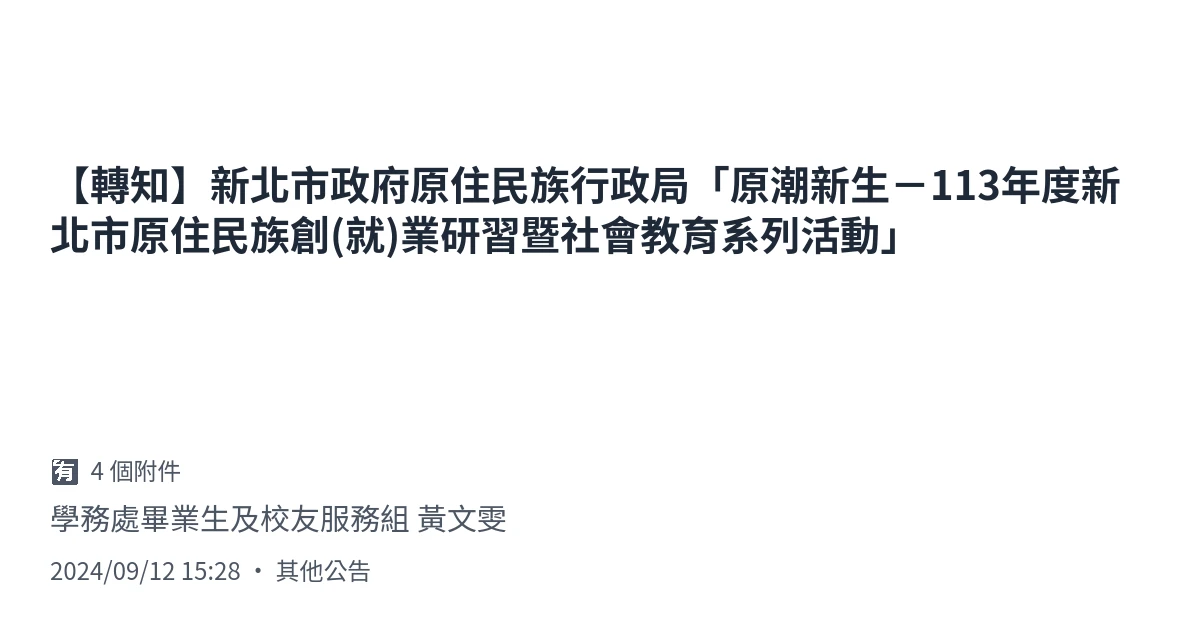 【轉知】新北市政府原住民族行政局「原潮新生－113年度新
北市原住民族創(就)業研習暨社會教育系列活動」
有 4 個附件
學務處畢業生及校友服務組 黃文雯
2024/09/12 15:28 ・ 其他公告